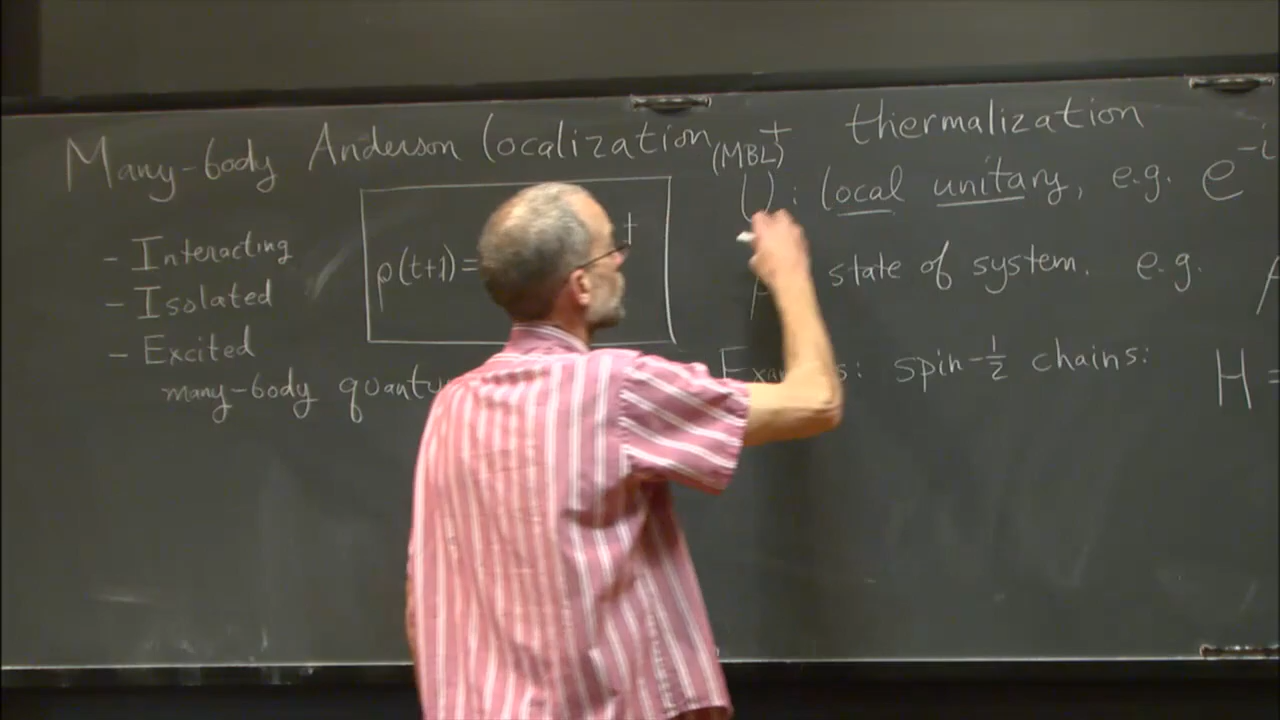 Many-body Anderson Localization + thermalization
(MBL)
- Interacting
- Isolated
- Excited
many-body
ρ(t+1)=
†
U: local unitary, e.g. e^-i
state of system. e.g.
spin-1/2 chains: H =